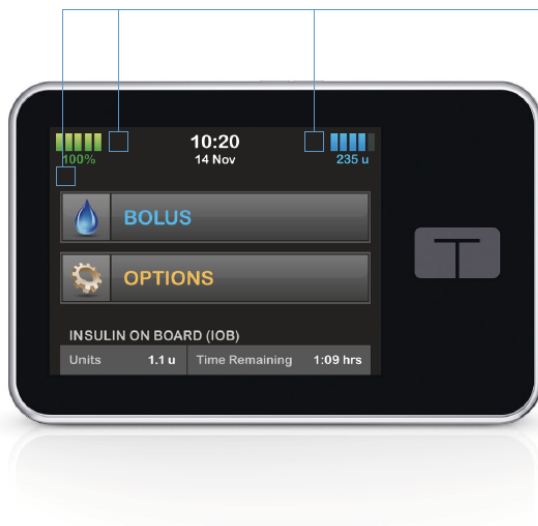 100% 10:20 235 u
14 Nov
BOLUS
OPTIONS
INSULIN ON BOARD (IOB)
Units 1.1 u Time Remaining 1:09 hrs